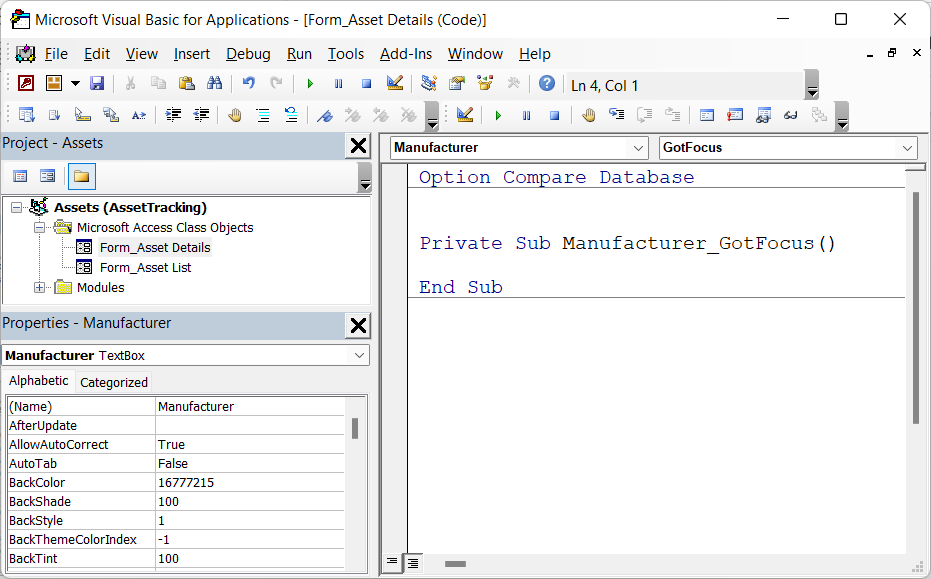 Microsoft Visual Basic for Applications - [Form_Asset Details (Code)]
File Edit View Insert Debug Run Tools Add-Ins Window Help
Ln 4, Col 1
Project - Assets
Assets (AssetTracking)
Microsoft Access Class Objects
Form_Asset Details
Form_Asset List
Modules
Properties - Manufacturer
Manufacturer TextBox
Alphabetic Categorized
(Name) Manufacturer
AfterUpdate
AllowAutoCorrect True
AutoTab False
BackColor 16777215
BackShade 100
BackStyle 1
BackThemeColorIndex -1
BackTint 100
Manufacturer GotFocus
Option Compare Database
Private Sub Manufacturer_GotFocus()
End Sub